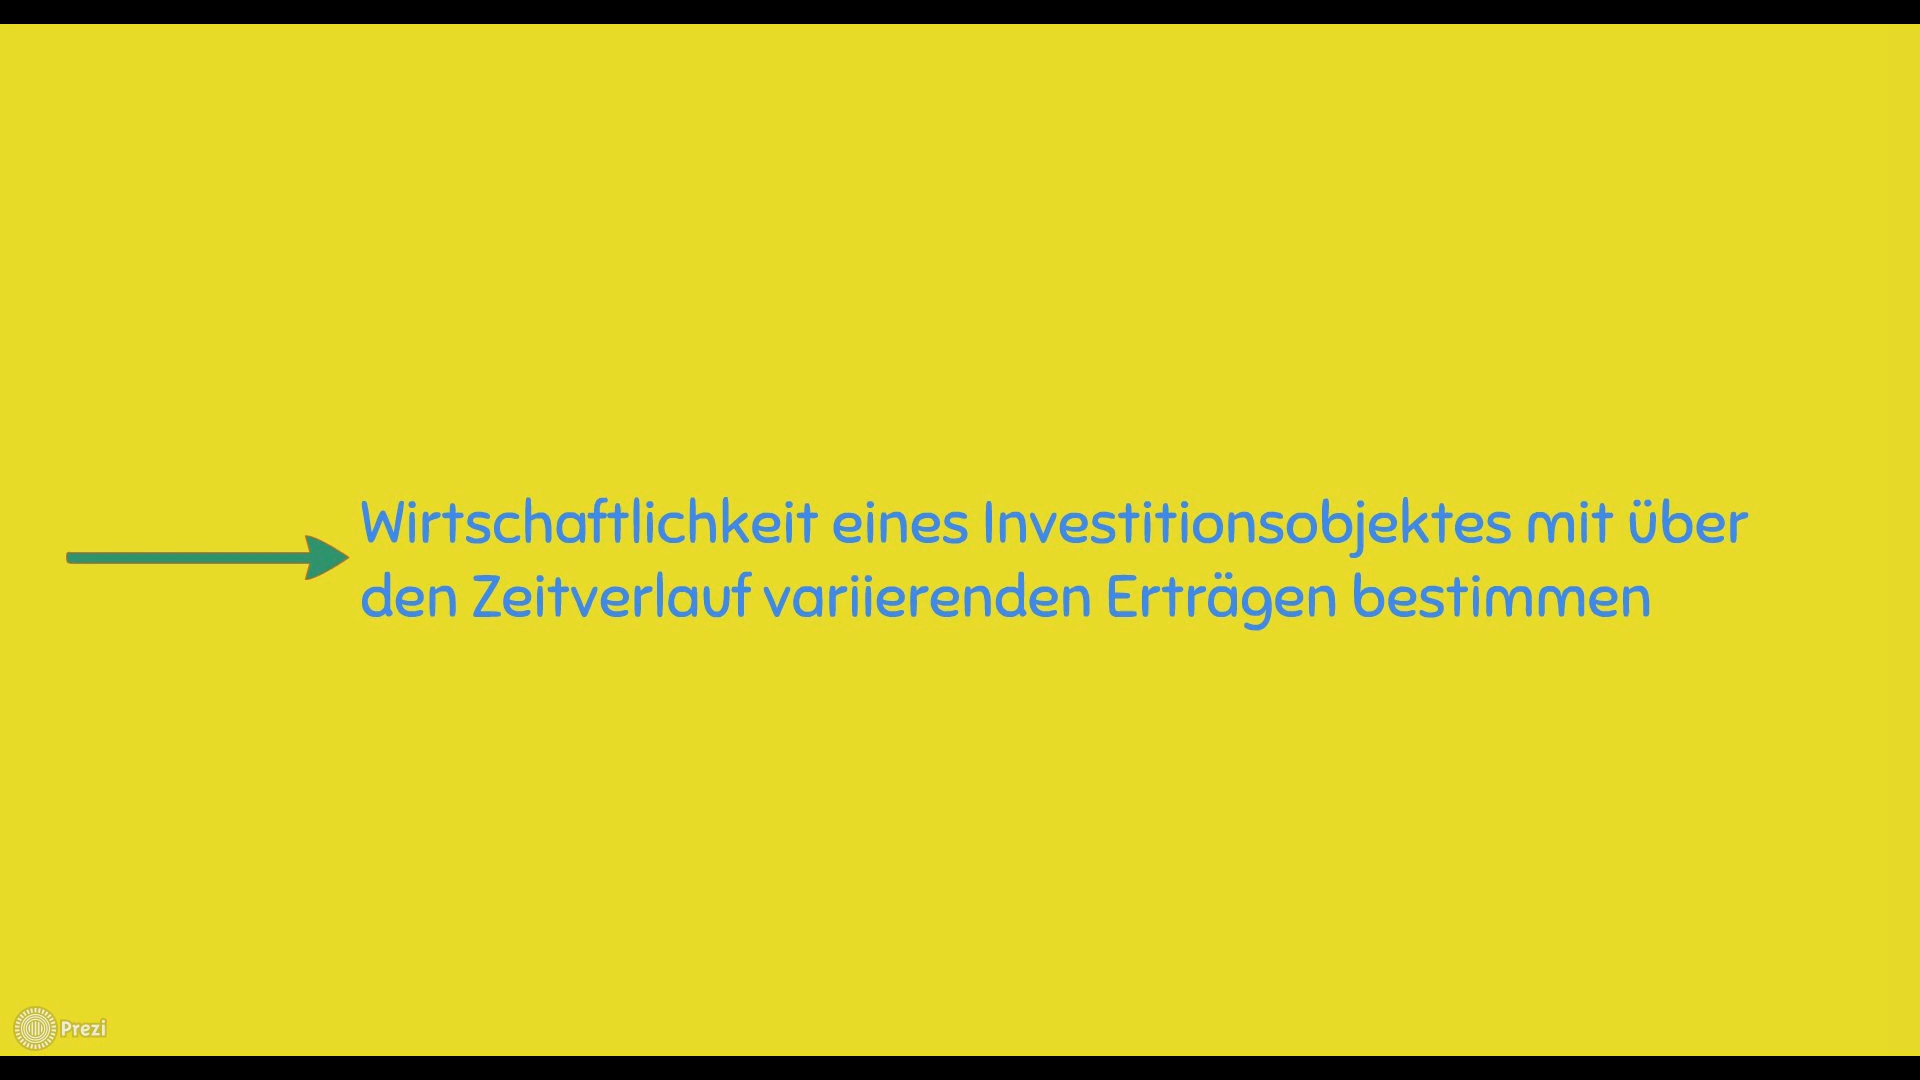 Wirtschaftlichkeit eines Investitionsobjektes mit über
den Zeitverlauf variierenden Erträgen bestimmen
Prezi